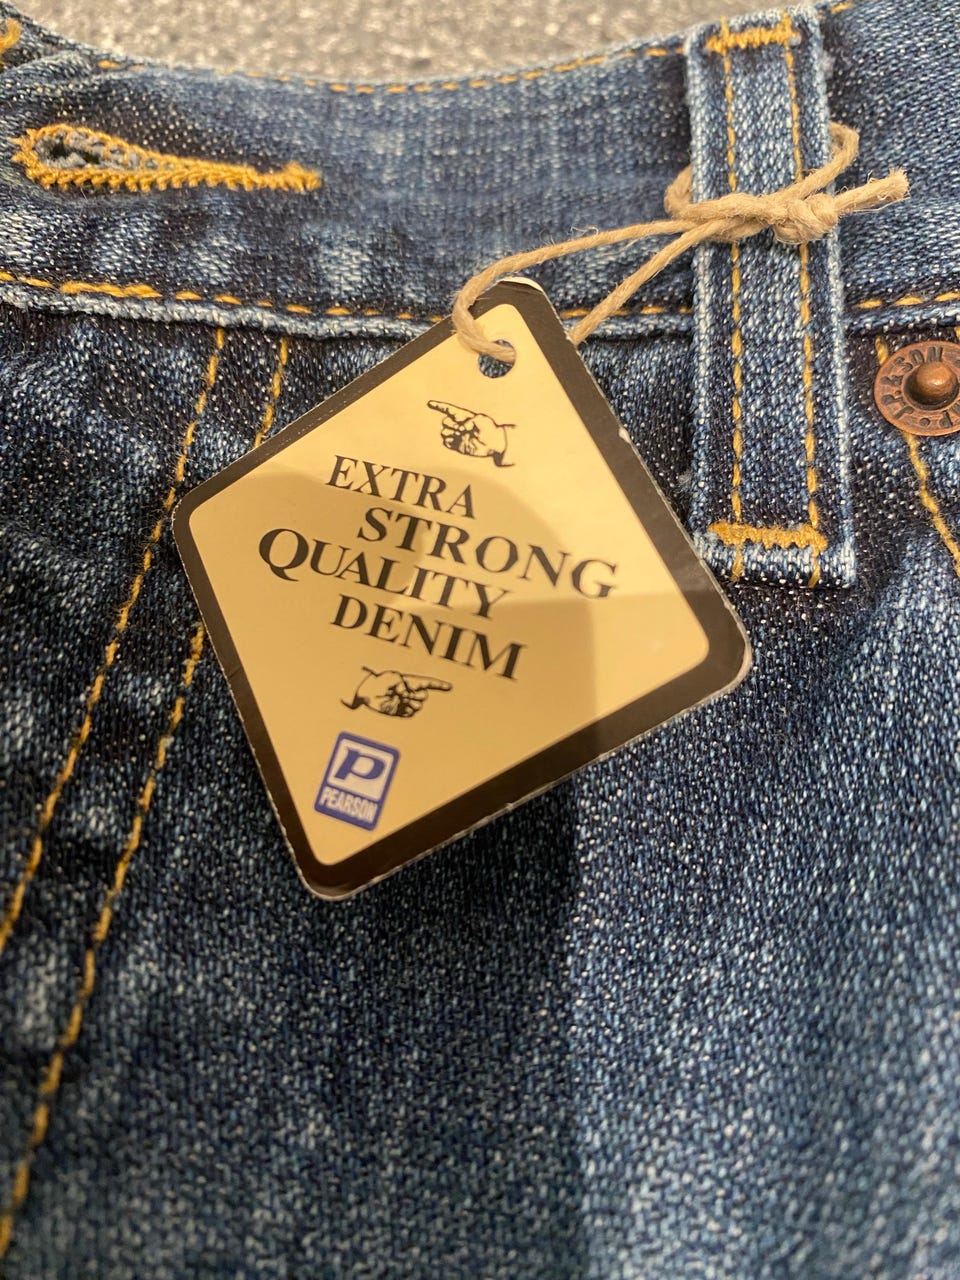 EXTRA
STRONG
QUALITY
DENIM
P
PEARSON